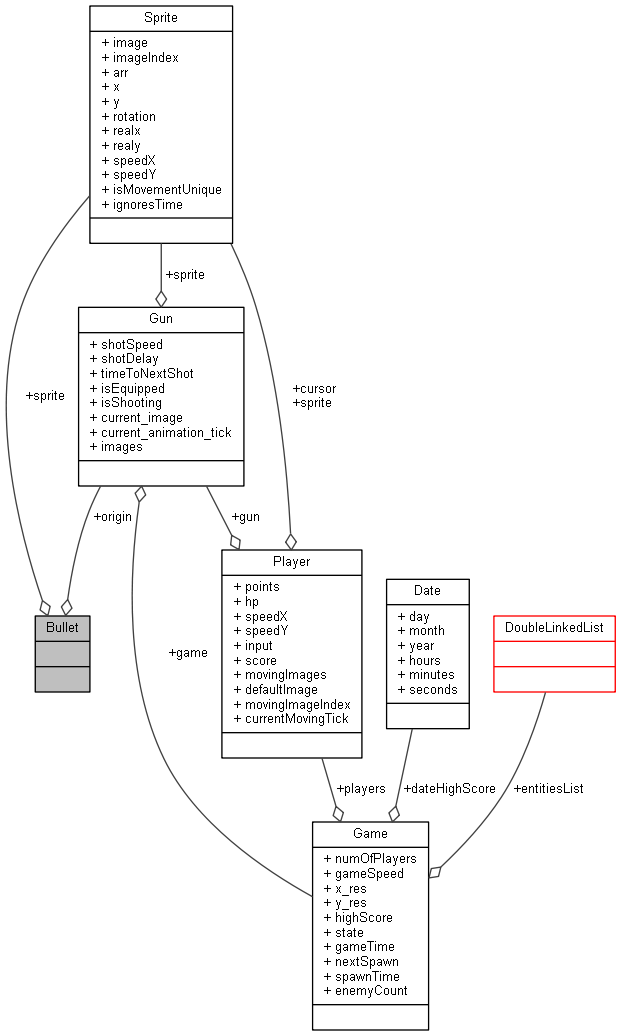 Sprite
+ image
+ imageIndex
+ arr
+ x
+ y
+ rotation
+ realx
+ realy
+ speedX
+ speedY
+ isMovementUnique
+ ignoresTime
+sprite
Gun
+ shotSpeed
+ shotDelay
+ timeToNextShot
+ isEquipped
+ isShooting
+ current_image
+ current_animation_tick
+ images
+sprite
+cursor
+sprite
+origin
+gun
Player
+ points
+ hp
+ speedX
+ speedY
+ input
+ score
+ movingImages
+ defaultImage
+ movingImageIndex
+ currentMovingTick
Date
+ day
+ month
+ year
+ hours
+ minutes
+ seconds
Bullet
DoubleLinkedList
+game
+players
+dateHighScore
+entitiesList
Game
+ numOfPlayers
+ gameSpeed
+ x_res
+ y_res
+ highScore
+ state
+ gameTime
+ nextSpawn
+ spawnTime
+ enemyCount